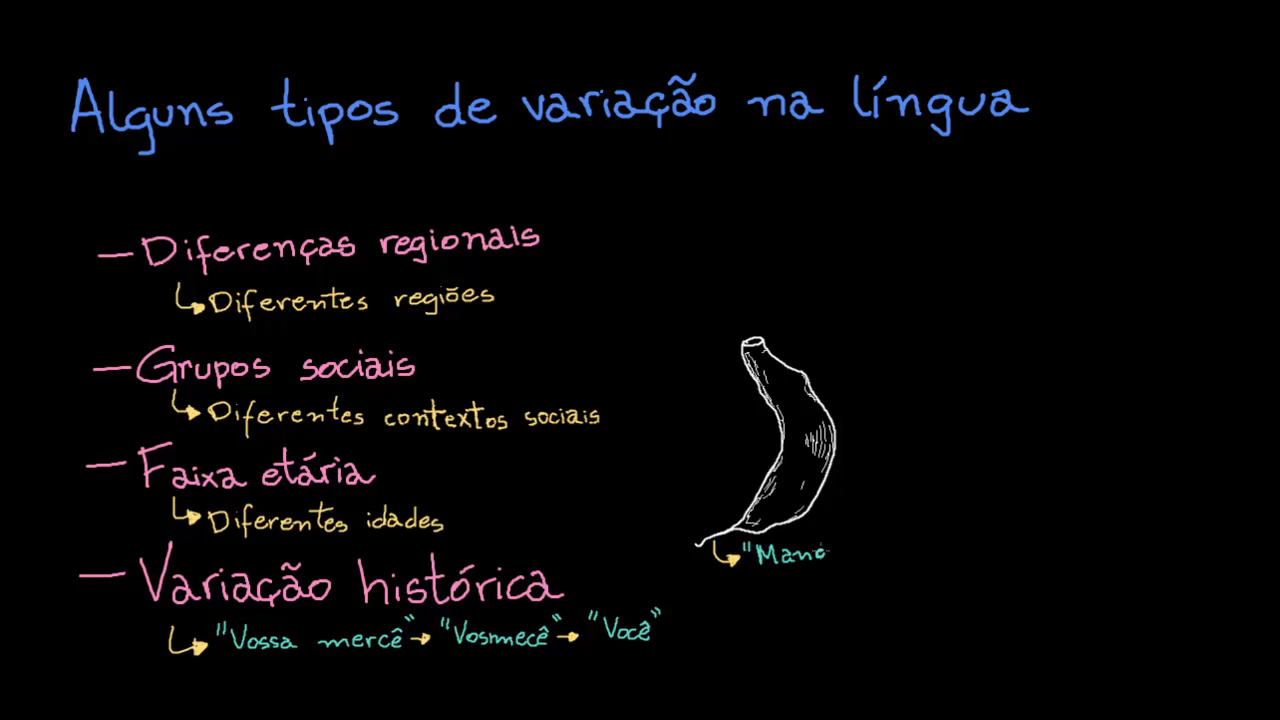 Alguns tipos de variação na língua
— Diferenças regionais
Diferentes regiões
— Grupos sociais
Diferentes contextos sociais
— Faixa etária
Diferentes idades
"Mano
— Variação histórica
"Vossa mercê" → "Vosmecê" → "Você"